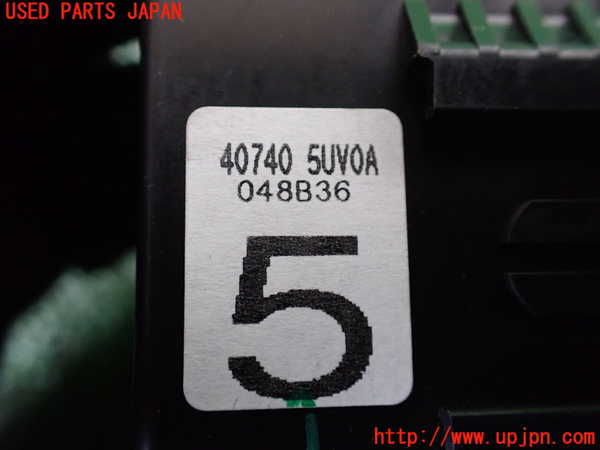 USED PARTS JAPAN
40740 5UV0A
048B36
5
http://www.upjpn.com